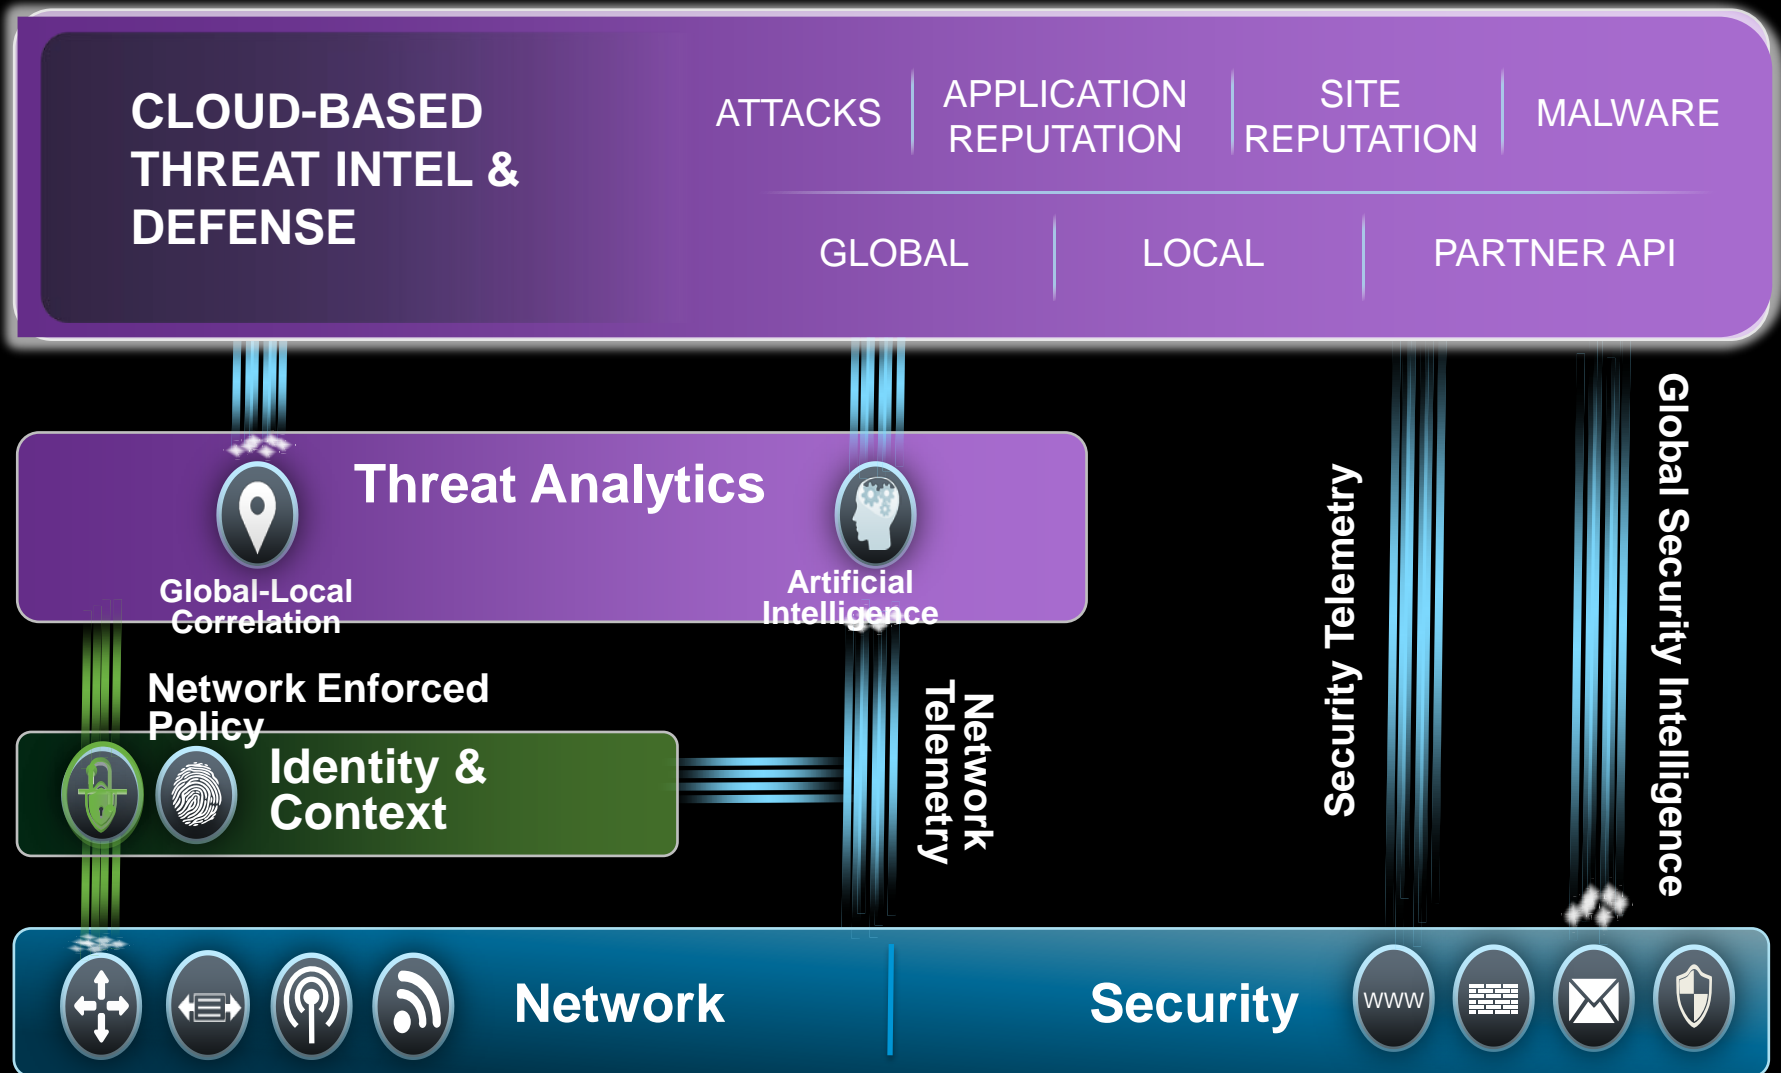 CLOUD-BASED
THREAT INTEL &
DEFENSE
ATTACKS
APPLICATION
REPUTATION
SITE
REPUTATION
MALWARE
GLOBAL
LOCAL
PARTNER API
Threat Analytics
Global-Local
Correlation
Artificial
Intelligence
Network Enforced
Policy
Identity &
Context
Network
Telemetry
Security Telemetry
Global Security Intelligence
Network
Security
www